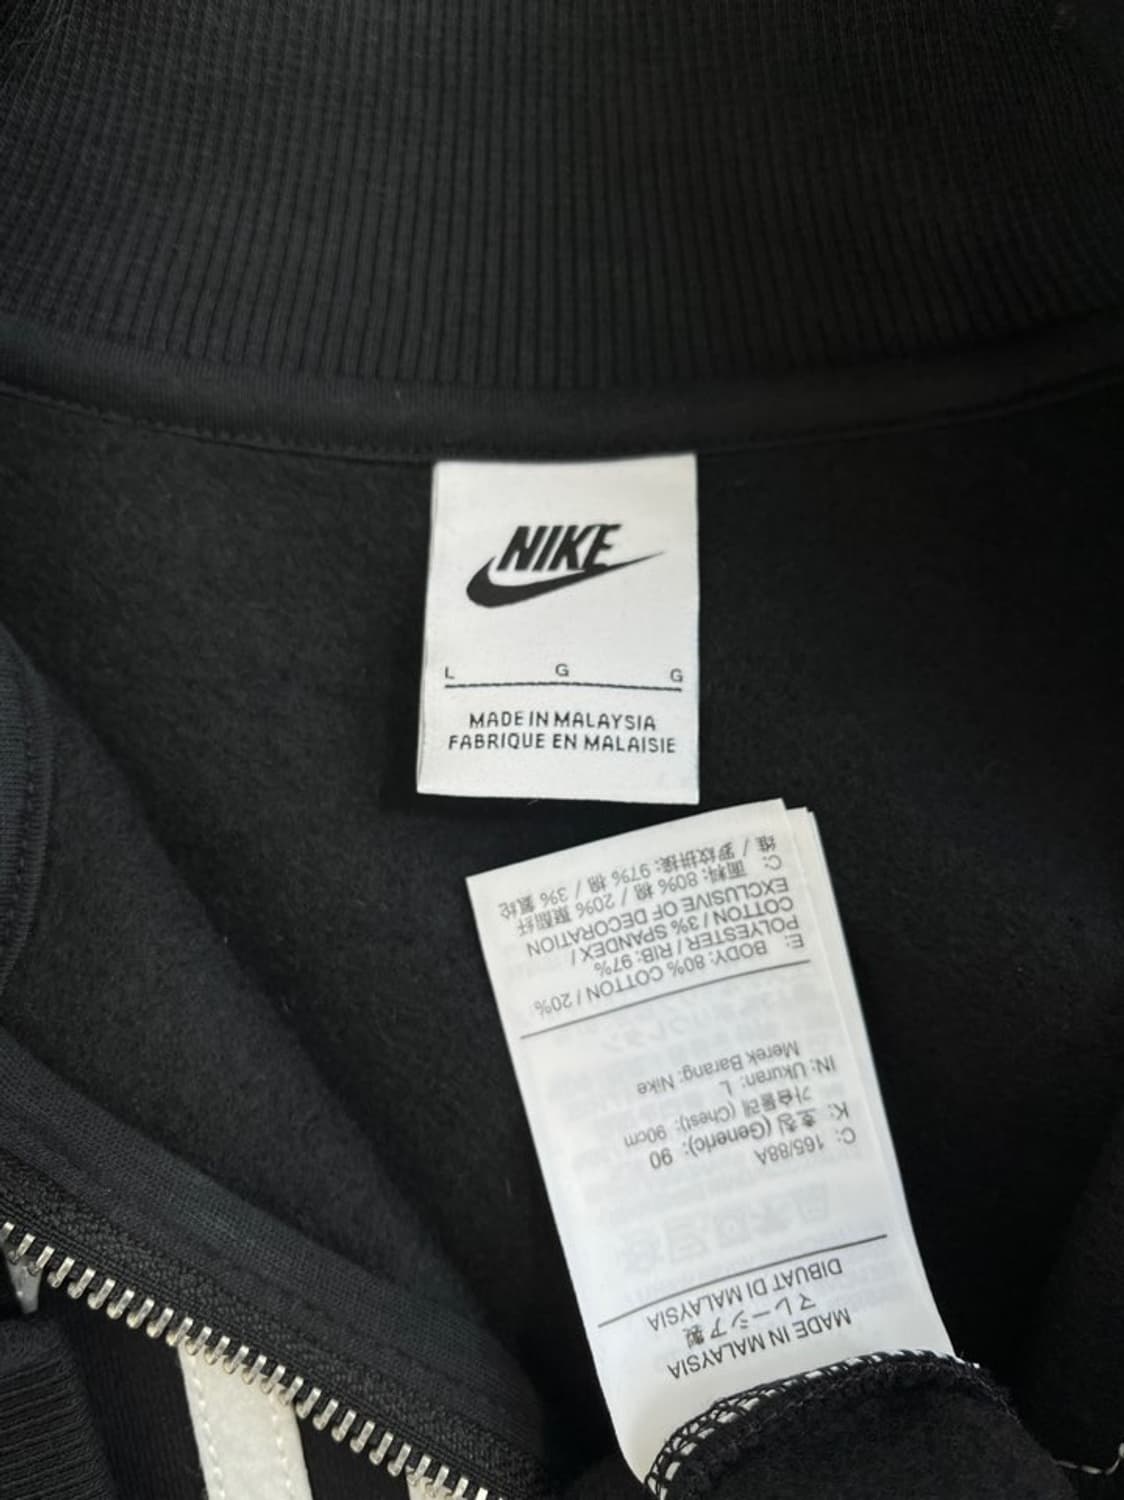 NIKE
L G G
MADE IN MALAYSIA
FABRIQUE EN MALAISIE
MADE IN MALAYSIA
マレーシア製
DIBUAT DI MALAYSIA
C: 165/88A
K: 호칭 (Generic): 90
가슴둘레 (Chest): 90cm
IN: Ukuran: L
Merek Barang: Nike
E: BODY: 80% COTTON / 20%
POLYESTER / RIB: 97%
COTTON / 3% SPANDEX /
EXCLUSIVE OF DECORATION
C: 面料: 80% 棉 / 20% 聚酯纤
维 / 罗纹拼接: 97% 棉 / 3% 氨纶